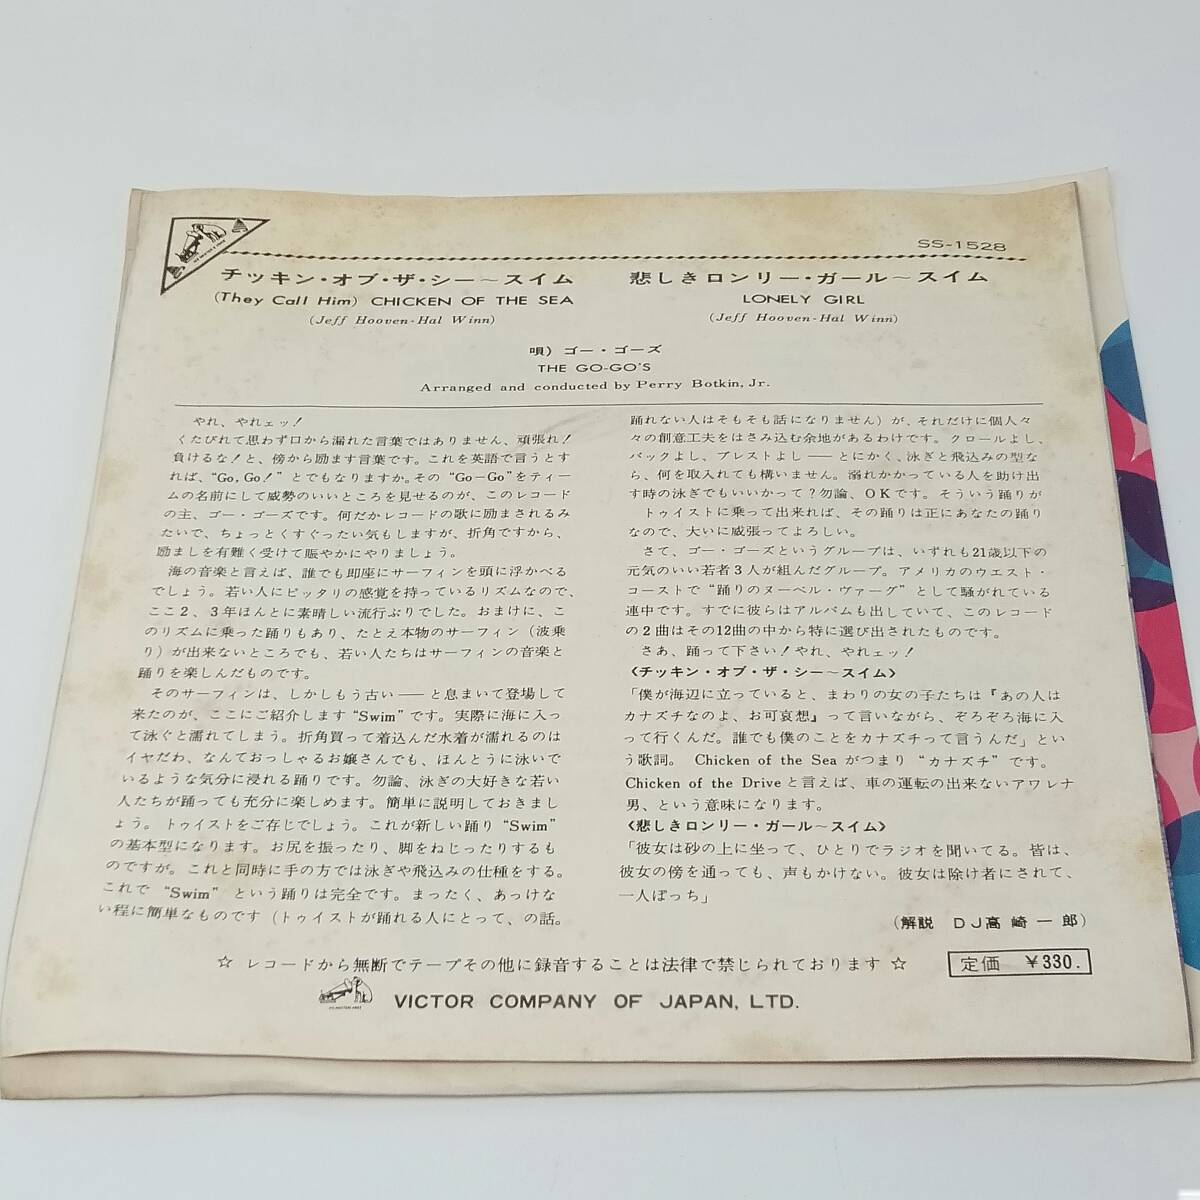 SS-1528
チッキン・オブ・ザ・シー～スイム
(They Call Him) CHICKEN OF THE SEA
(Jeff Hooven-Hal Winn)
悲しきロンリー・ガール～スイム
LONELY GIRL
(Jeff Hooven-Hal Winn)
唄）ゴー・ゴーズ
THE GO-GO'S
Arranged and conducted by Perry Botkin, Jr.
やれ、やれェッ！
くたびれて思わず口から漏れた言葉ではありません、頑張れ！
負けるな！と、傍から励ます言葉です。これを英語で言うとす
れば、“Go, Go！”とでもなりますか。その“Go-Go”をティー
ムの名前にして威勢のいいところを見せるのが、このレコード
の主、ゴー・ゴーズです。何だかレコードの歌に励まされるみ
たいで、ちょっとくすぐったい気もしますが、折角ですから、
励ましを有難く受けて賑やかにやりましょう。
海の音楽と言えば、誰でも即座にサーフィンを頭に浮かべる
でしょう。若い人にピッタリの感覚を持っているリズムなので、
ここ2、3年ほんとに素晴しい流行ぶりでした。おまけに、こ
のリズムに乗った踊りもあり、たとえ本物のサーフィン（波乗
り）が出来ないところでも、若い人たちはサーフィンの音楽と
踊りを楽しんだものです。
そのサーフィンは、しかしもう古い――と息まいて登場して
来たのが、ここにご紹介します“Swim”です。実際に海に入っ
て泳ぐと濡れてしまう。折角買って着込んだ水着が濡れるのは
イヤだわ、なんておっしゃるお嬢さんでも、ほんとうに泳いで
いるような気分に浸れる踊りです。勿論、泳ぎの大好きな若い
人たちが踊っても充分に楽しめます。簡単に説明しておきまし
ょう。トゥイストをご存じでしょう。これが新しい踊り“Swim”
の基本型になります。お尻を振ったり、脚をねじったりするも
のですが。これと同時に手の方では泳ぎや飛込みの仕種をする。
これで “Swim” という踊りは完全です。まったく、あっけな
い程に簡単なものです（トゥイストが踊れる人にとって、の話。
踊れない人はそもそも話になりません）が、それだけに個人々
々の創意工夫をはさみ込む余地があるわけです。クロールよし、
バックよし、ブレストよし――とにかく、泳ぎと飛込みの型な
ら、何を取入れても構いません。溺れかかっている人を助け出
す時の泳ぎでもいいかって？勿論、OKです。そういう踊りが
トゥイストに乗って出来れば、その踊りは正にあなたの踊り
なので、大いに威張ってよろしい。
さて、ゴー・ゴーズというグループは、いずれも21歳以下の
元気のいい若者3人が組んだグループ。アメリカのウエスト・
コーストで“踊りのヌーベル・ヴァーグ”として騒がれている
連中です。すでに彼らはアルバムも出していて、このレコード
の2曲はその12曲の中から特に選び出されたものです。
さあ、踊って下さい！やれ、やれェッ！
〈チッキン・オブ・ザ・シー～スイム〉
「僕が海辺に立っていると、まわりの女の子たちは『あの人は
カナズチなのよ、お可哀想』って言いながら、ぞろぞろ海に入
って行くんだ。誰でも僕のことをカナズチって言うんだ」とい
う歌詞。 Chicken of the Sea がつまり “カナズチ” です。
Chicken of the Drive と言えば、車の運転の出来ないアワレナ
男、という意味になります。
〈悲しきロンリー・ガール～スイム〉
「彼女は砂の上に坐って、ひとりでラジオを聞いてる。皆は、
彼女の傍を通っても、声もかけない。彼女は除け者にされて、
一人ぼっち」
（解説 DJ高崎一郎）
☆ レコードから無断でテープその他に録音することは法律で禁じられております ☆
定価 ¥330.
VICTOR COMPANY OF JAPAN, LTD.